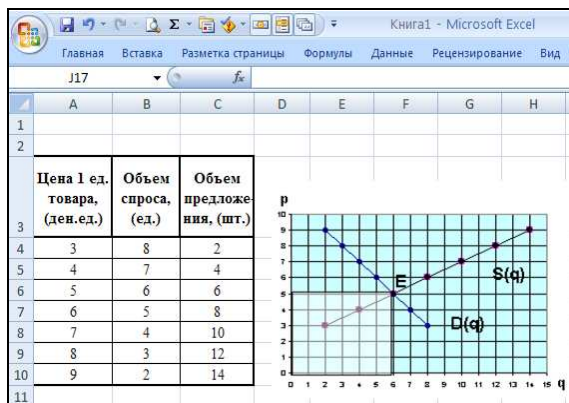 Книга1 - Microsoft Excel
Главная Вставка Разметка страницы Формулы Данные Рецензирование Вид
J17 fx
A B C D E F G H
1
2
3 Цена 1 ед. товара, (ден.ед.) Объем спроса, (ед.) Объем предложе- ния, (шт.)
4 3 8 2
5 4 7 4
6 5 6 6
7 6 5 8
8 7 4 10
9 8 3 12
10 9 2 14
11
p
10
9
8
7
6
5
4
3
2
1
0
E
S(q)
D(q)
0 1 2 3 4 5 6 7 8 9 10 11 12 13 14 15 q